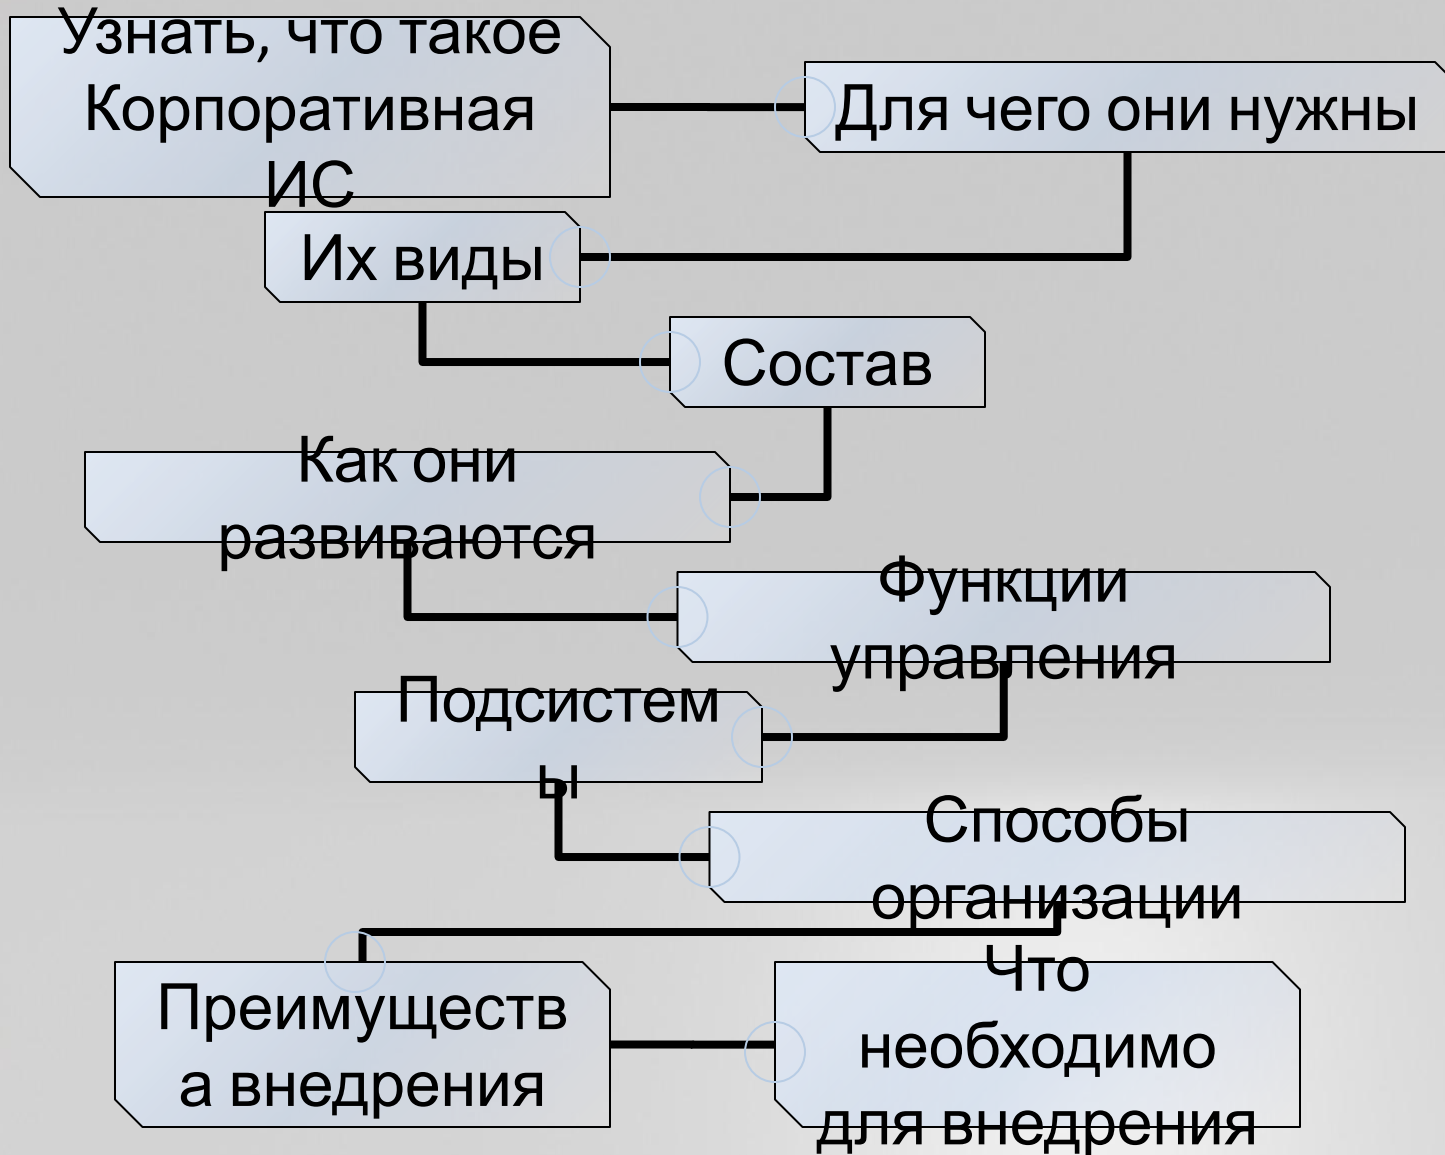 Узнать, что такое
Корпоративная
ИС
Для чего они нужны
Их виды
Состав
Как они
развиваются
Функции
управления
Подсистем
ы
Способы
организации
Преимуществ
а внедрения
Что
необходимо
для внедрения